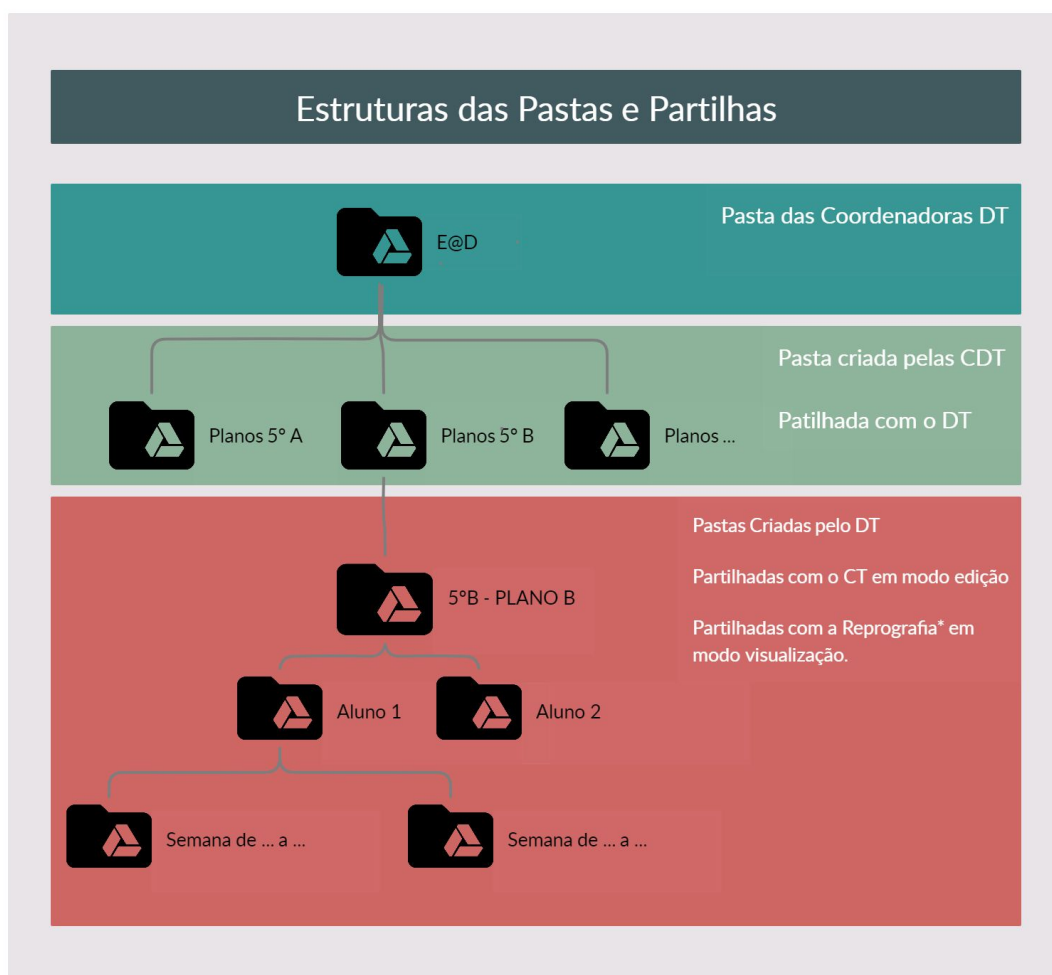 Estruturas das Pastas e Partilhas
Pasta das Coordenadoras DT
E@D
Pasta criada pelas CDT
Patilhada com o DT
Planos 5º A
Planos 5º B
Planos ...
Pastas Criadas pelo DT
Partilhadas com o CT em modo edição
Partilhadas com a Reprografia* em
modo visualização.
5ºB - PLANO B
Aluno 1
Aluno 2
Semana de ... a ...
Semana de ... a ...